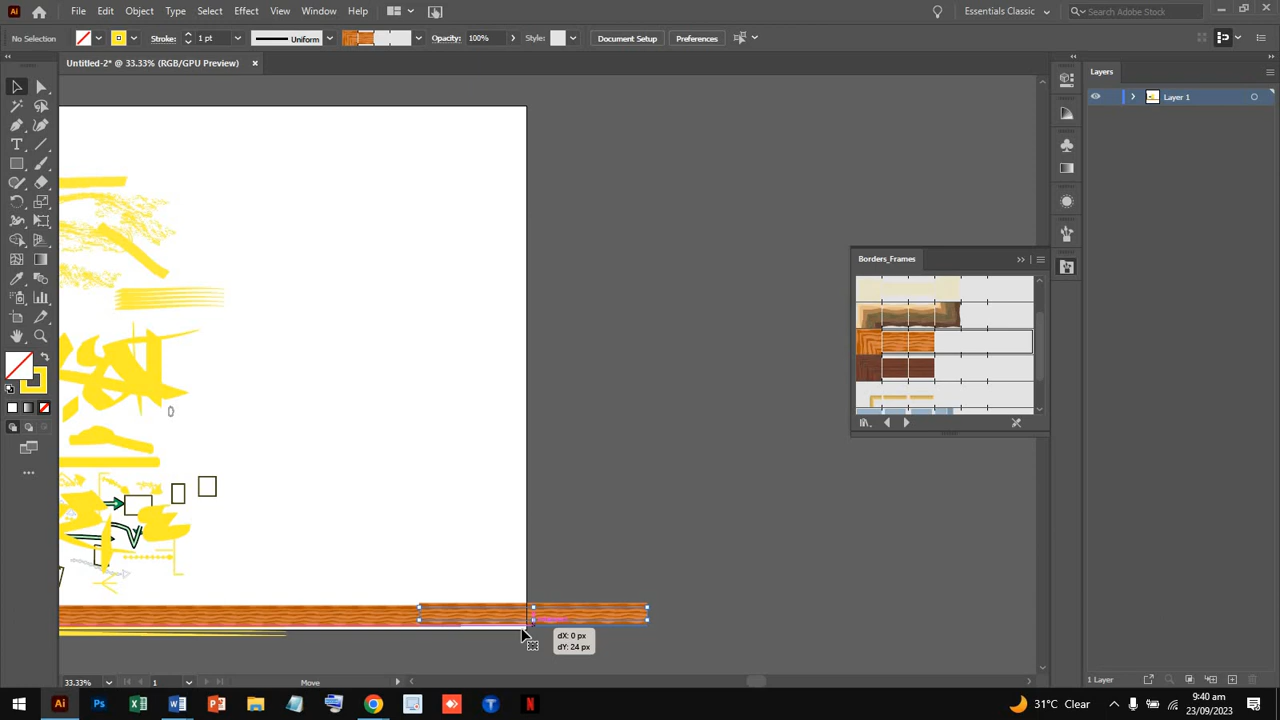 File Edit Object Type Select Effect View Window Help
Essentials Classic
Search Adobe Stock
No Selection
Stroke: 1 pt
Uniform
Opacity: 100%
Style:
Document Setup
Preferences
Untitled-2* @ 33.33% (RGB/GPU Preview)
Layers
Layer 1
Borders_Frames
dX: 0 px
dY: 24 px
33.33%
1
Move
1 Layer
31°C Clear
9:40 am
23/09/2023